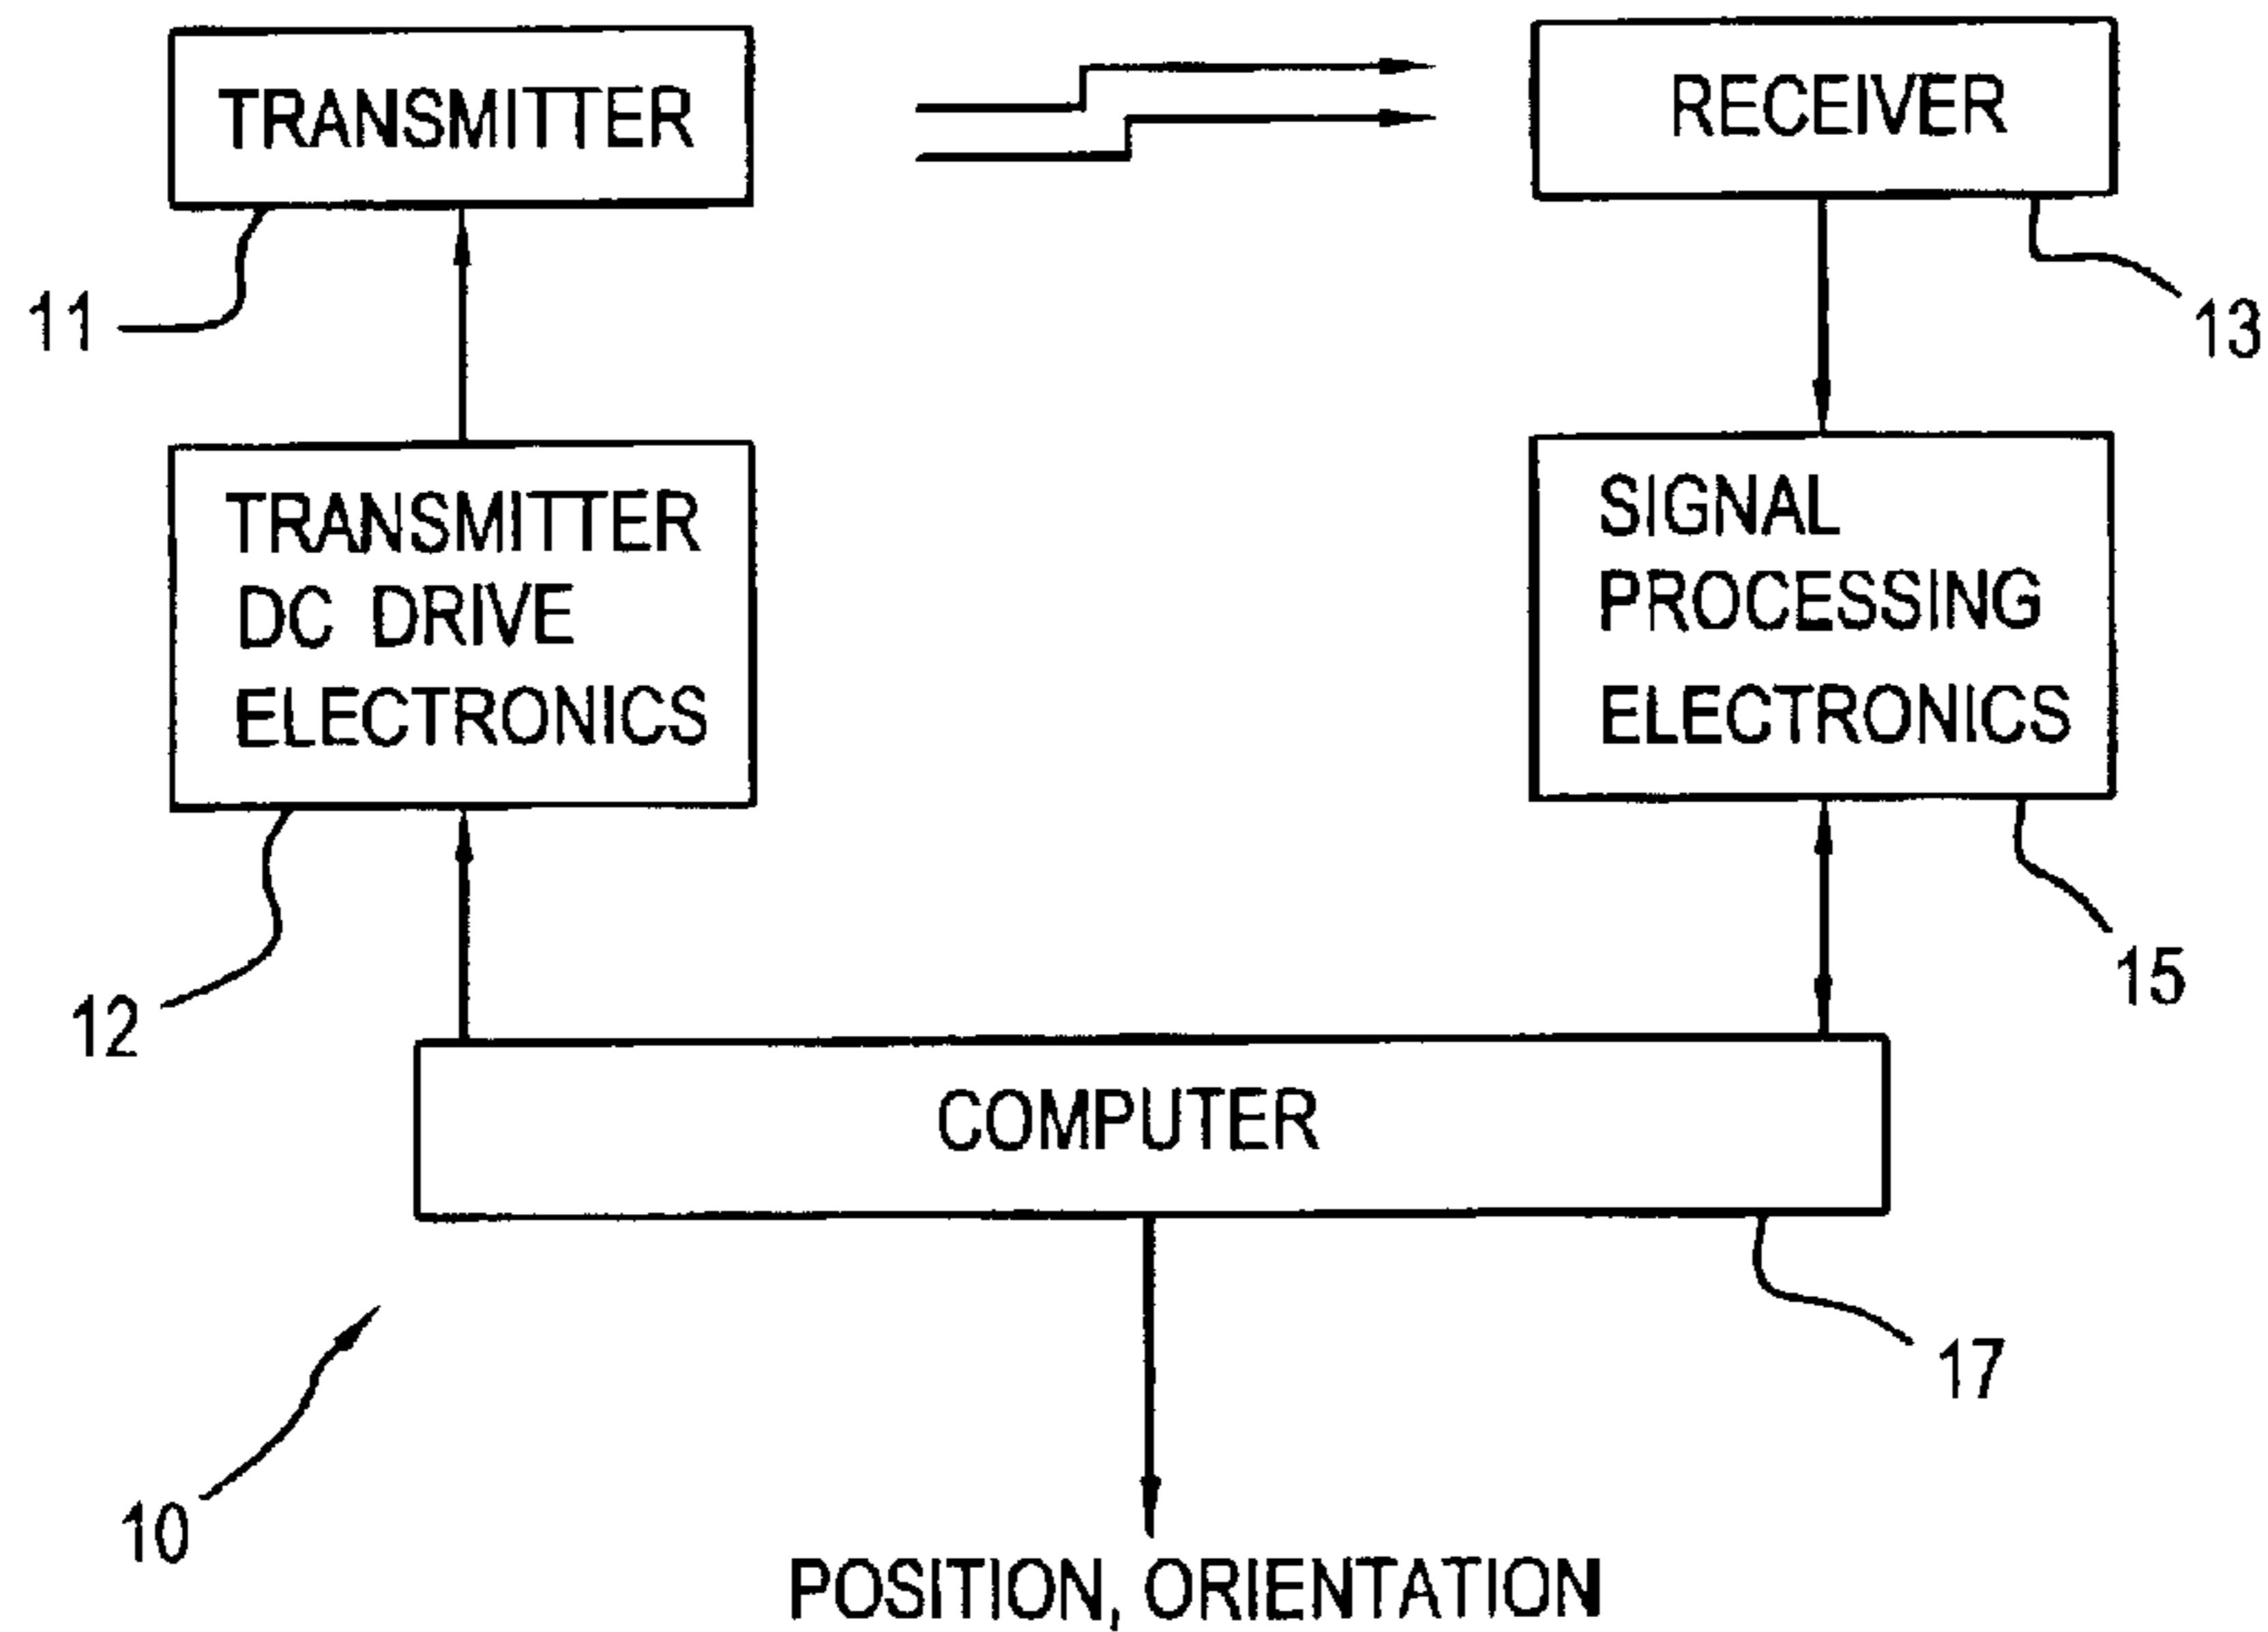 TRANSMITTER
RECEIVER
11
13
TRANSMITTER
DC DRIVE
ELECTRONICS
SIGNAL
PROCESSING
ELECTRONICS
12
15
COMPUTER
17
10
POSITION, ORIENTATION